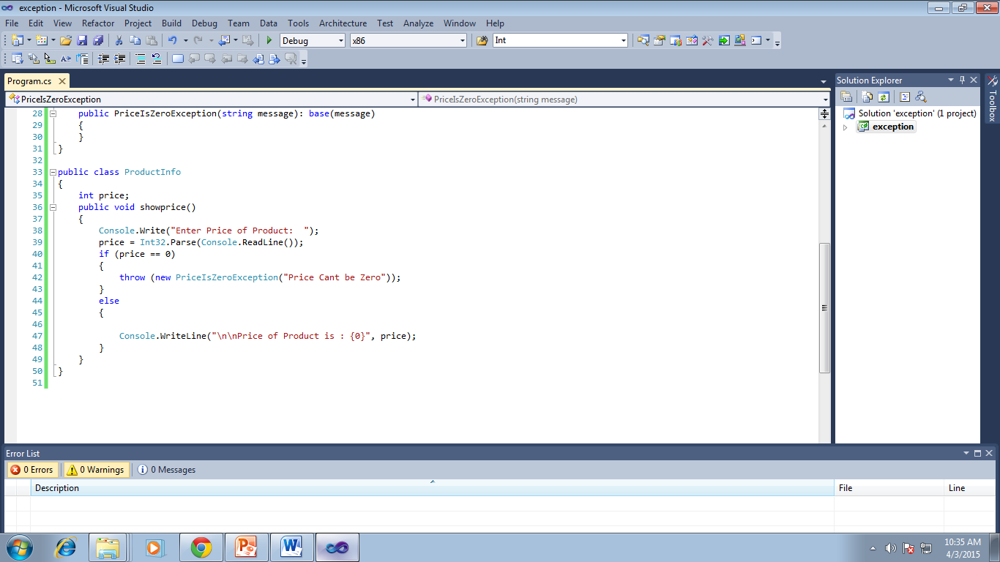 exception - Microsoft Visual Studio
File Edit View Refactor Project Build Debug Team Data Tools Architecture Test Analyze Window Help
Debug x86 Int
Program.cs
PriceIsZeroException PriceIsZeroException(string message)
28 public PriceIsZeroException(string message): base(message)
29 {
30 }
31 }
32
33 public class ProductInfo
34 {
35 int price;
36 public void showprice()
37 {
38 Console.Write("Enter Price of Product:  ");
39 price = Int32.Parse(Console.ReadLine());
40 if (price == 0)
41 {
42 throw (new PriceIsZeroException("Price Cant be Zero"));
43 }
44 else
45 {
46
47 Console.WriteLine("\n\nPrice of Product is : {0}", price);
48 }
49 }
50 }
51
Solution Explorer
Solution 'exception' (1 project)
exception
Toolbox
Error List
0 Errors 0 Warnings 0 Messages
Description File Line
10:35 AM
4/3/2015